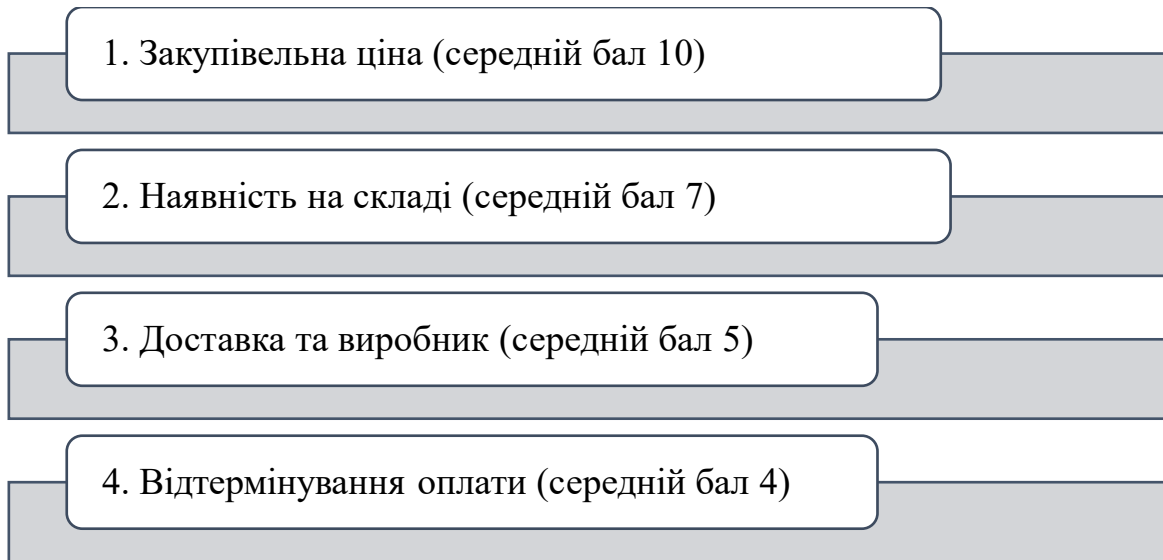 1. Закупівельна ціна (середній бал 10)
2. Наявність на складі (середній бал 7)
3. Доставка та виробник (середній бал 5)
4. Відтермінування оплати (середній бал 4)